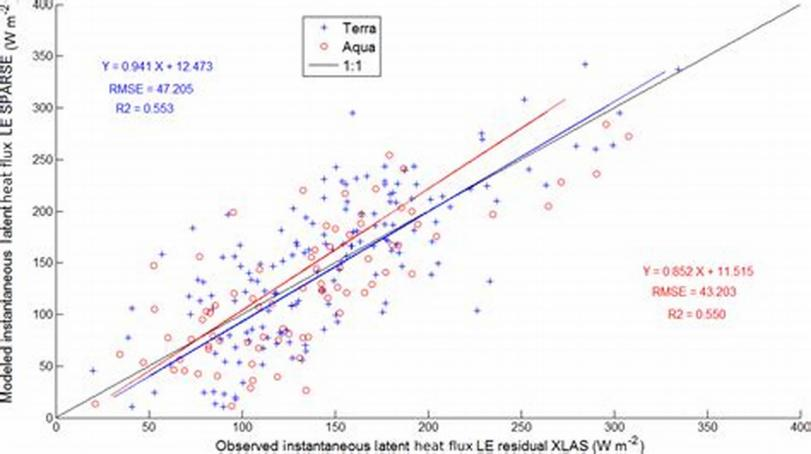 Modeled instantaneous latent heat flux LE SPARSE (W m-2)
400
350
300
250
200
150
100
50
0
Terra
Aqua
1:1
Y = 0.941 X + 12.473
RMSE = 47.205
R2 = 0.553
Y = 0.852 X + 11.515
RMSE = 43.203
R2 = 0.550
0 50 100 150 200 250 300 350 400
Observed instantaneous latent heat flux LE residual XLAS (W m-2)